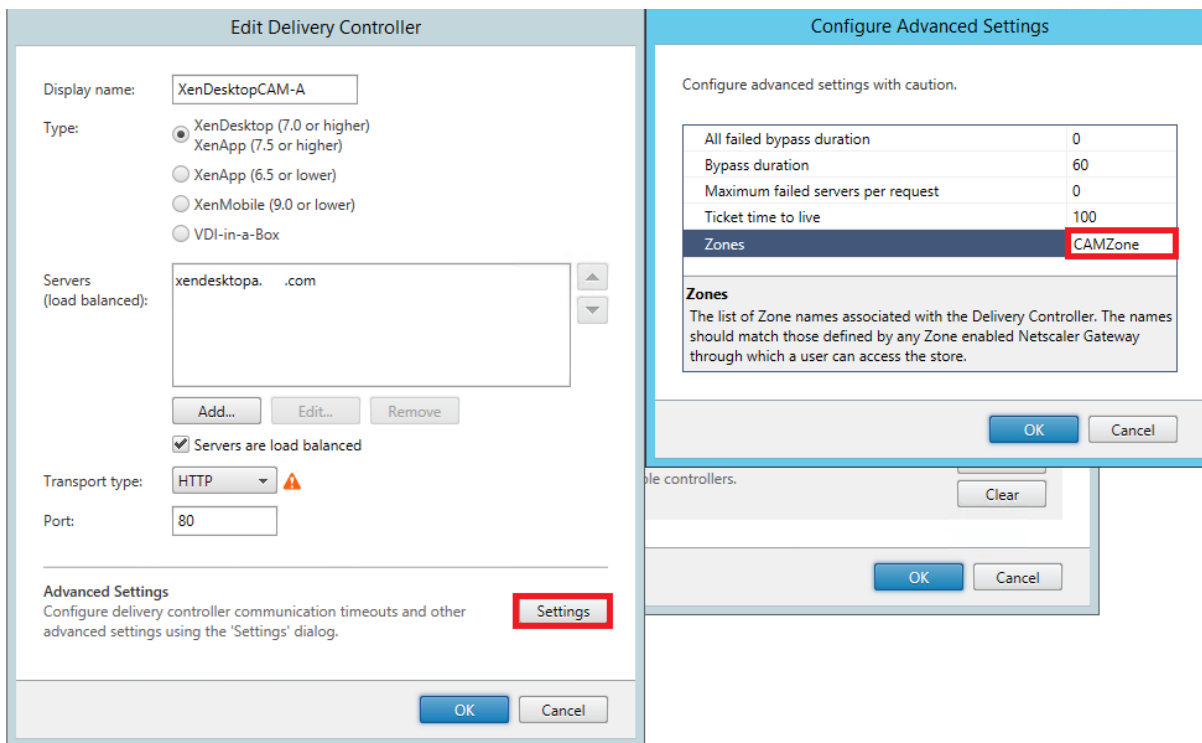 Edit Delivery Controller
Display name:
XenDesktopCAM-A
Type:
XenDesktop (7.0 or higher)
XenApp (7.5 or higher)
XenApp (6.5 or lower)
XenMobile (9.0 or lower)
VDI-in-a-Box
Servers
(load balanced):
xendesktopa. .com
Add...
Edit...
Remove
Servers are load balanced
Transport type:
HTTP
Port:
80
Advanced Settings
Configure delivery controller communication timeouts and other
advanced settings using the 'Settings' dialog.
Settings
OK
Cancel
Configure Advanced Settings
Configure advanced settings with caution.
All failed bypass duration 0
Bypass duration 60
Maximum failed servers per request 0
Ticket time to live 100
Zones CAMZone
Zones
The list of Zone names associated with the Delivery Controller. The names
should match those defined by any Zone enabled Netscaler Gateway
through which a user can access the store.
OK
Cancel
controllers.
Clear
OK
Cancel